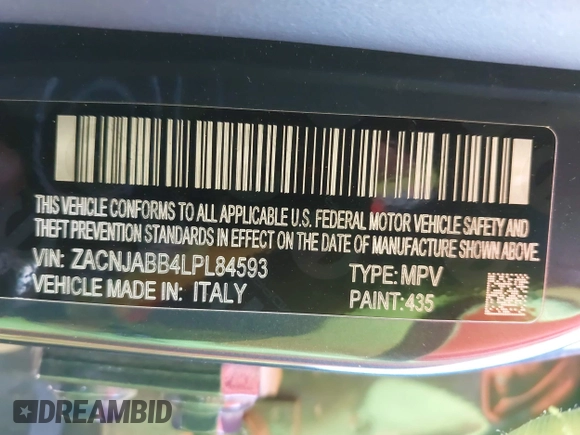 THIS VEHICLE CONFORMS TO ALL APPLICABLE U.S. FEDERAL MOTOR VEHICLE SAFETY AND
THEFT PREVENTION STANDARDS IN EFFECT ON THE DATE OF MANUFACTURE SHOWN ABOVE.
VIN: ZACNJABB4LPL84593 TYPE: MPV
VEHICLE MADE IN: ITALY PAINT: 435
DREAMBID